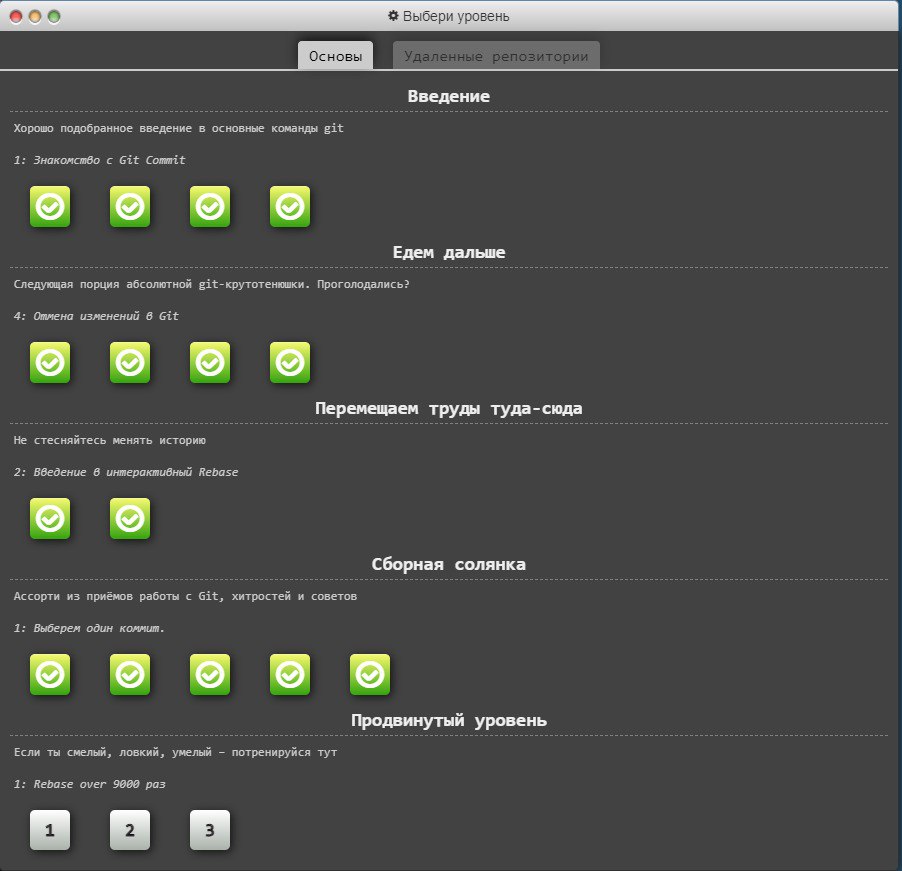 Выбери уровень
Основы
Удаленные репозитории
Введение
Хорошо подобранное введение в основные команды git
1: Знакомство с Git Commit
Едем дальше
Следующая порция абсолютной git-крутотенюшки. Проголодались?
4: Отмена изменений в Git
Перемещаем труды туда-сюда
Не стесняйтесь менять историю
2: Введение в интерактивный Rebase
Сборная солянка
Ассорти из приёмов работы с Git, хитростей и советов
1: Выберем один коммит.
Продвинутый уровень
Если ты смелый, ловкий, умелый – потренируйся тут
1: Rebase over 9000 раз
1 2 3